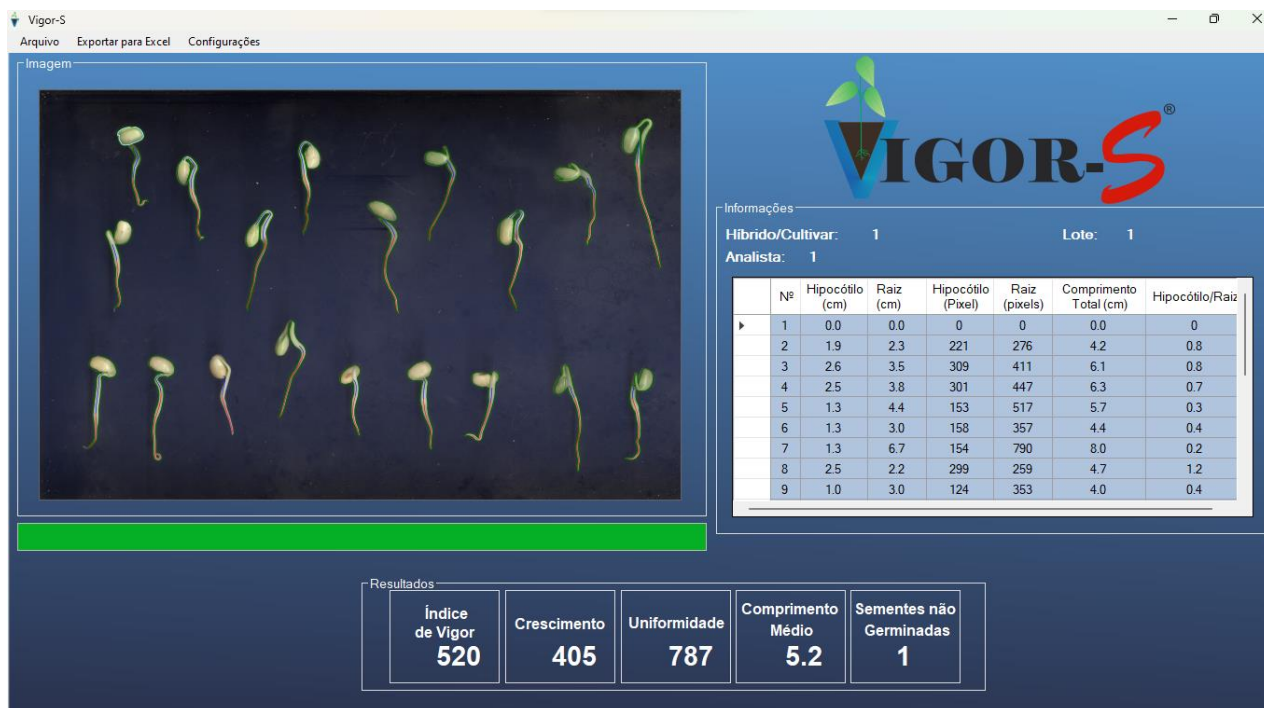 Vigor-S
Arquivo Exportar para Excel Configurações
Imagem
VIGOR-S®
Informações
Híbrido/Cultivar: 1 Lote: 1
Analista: 1
Nº Hipocótilo (cm) Raiz (cm) Hipocótilo (Pixel) Raiz (pixels) Comprimento Total (cm) Hipocótilo/Raiz
1 0.0 0.0 0 0 0.0 0
2 1.9 2.3 221 276 4.2 0.8
3 2.6 3.5 309 411 6.1 0.8
4 2.5 3.8 301 447 6.3 0.7
5 1.3 4.4 153 517 5.7 0.3
6 1.3 3.0 158 357 4.4 0.4
7 1.3 6.7 154 790 8.0 0.2
8 2.5 2.2 299 259 4.7 1.2
9 1.0 3.0 124 353 4.0 0.4
Resultados
Índice
de Vigor
520
Crescimento
405
Uniformidade
787
Comprimento
Médio
5.2
Sementes não
Germinadas
1